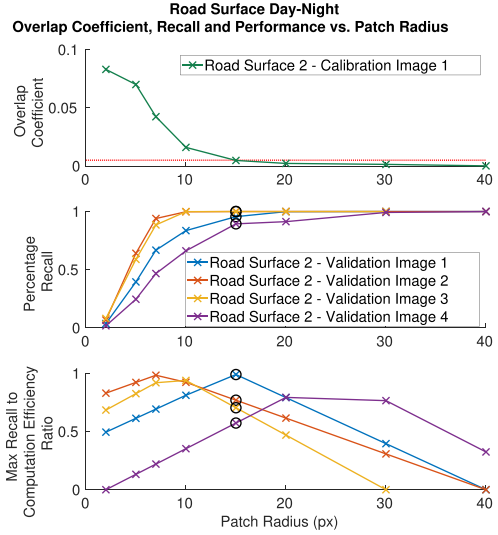 Road Surface Day-Night
Overlap Coefficient, Recall and Performance vs. Patch Radius
Overlap
Coefficient
0.1
0.05
0
Road Surface 2 - Calibration Image 1
0 10 20 30 40
Percentage
Recall
1
0.5
0
Road Surface 2 - Validation Image 1
Road Surface 2 - Validation Image 2
Road Surface 2 - Validation Image 3
Road Surface 2 - Validation Image 4
0 10 20 30 40
Max Recall to
Computation Efficiency
Ratio
1
0.5
0
0 10 20 30 40
Patch Radius (px)